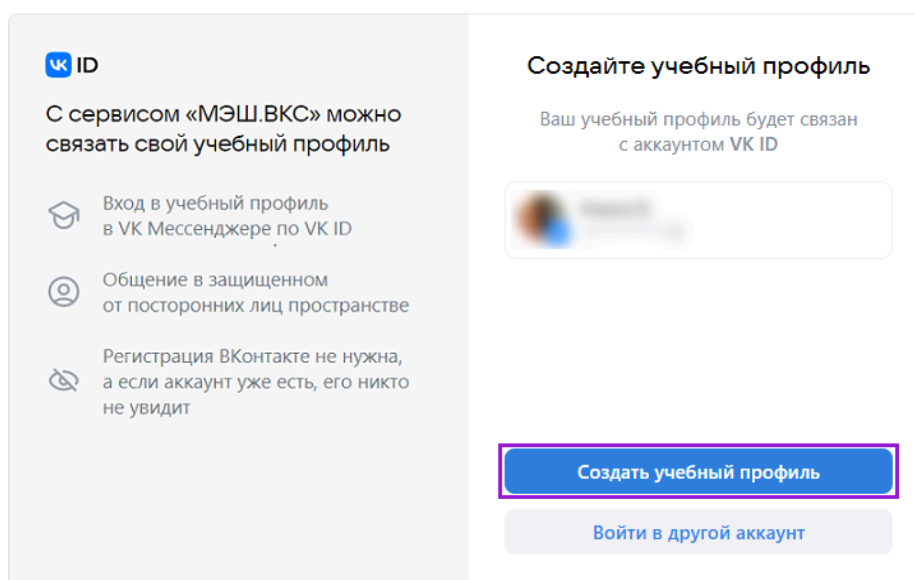 VK ID
С сервисом «МЭШ.ВКС» можно
связать свой учебный профиль
Вход в учебный профиль
в VK Мессенджере по VK ID
Общение в защищенном
от посторонних лиц пространстве
Регистрация ВКонтакте не нужна,
а если аккаунт уже есть, его никто
не увидит
Создайте учебный профиль
Ваш учебный профиль будет связан
с аккаунтом VK ID
Создать учебный профиль
Войти в другой аккаунт